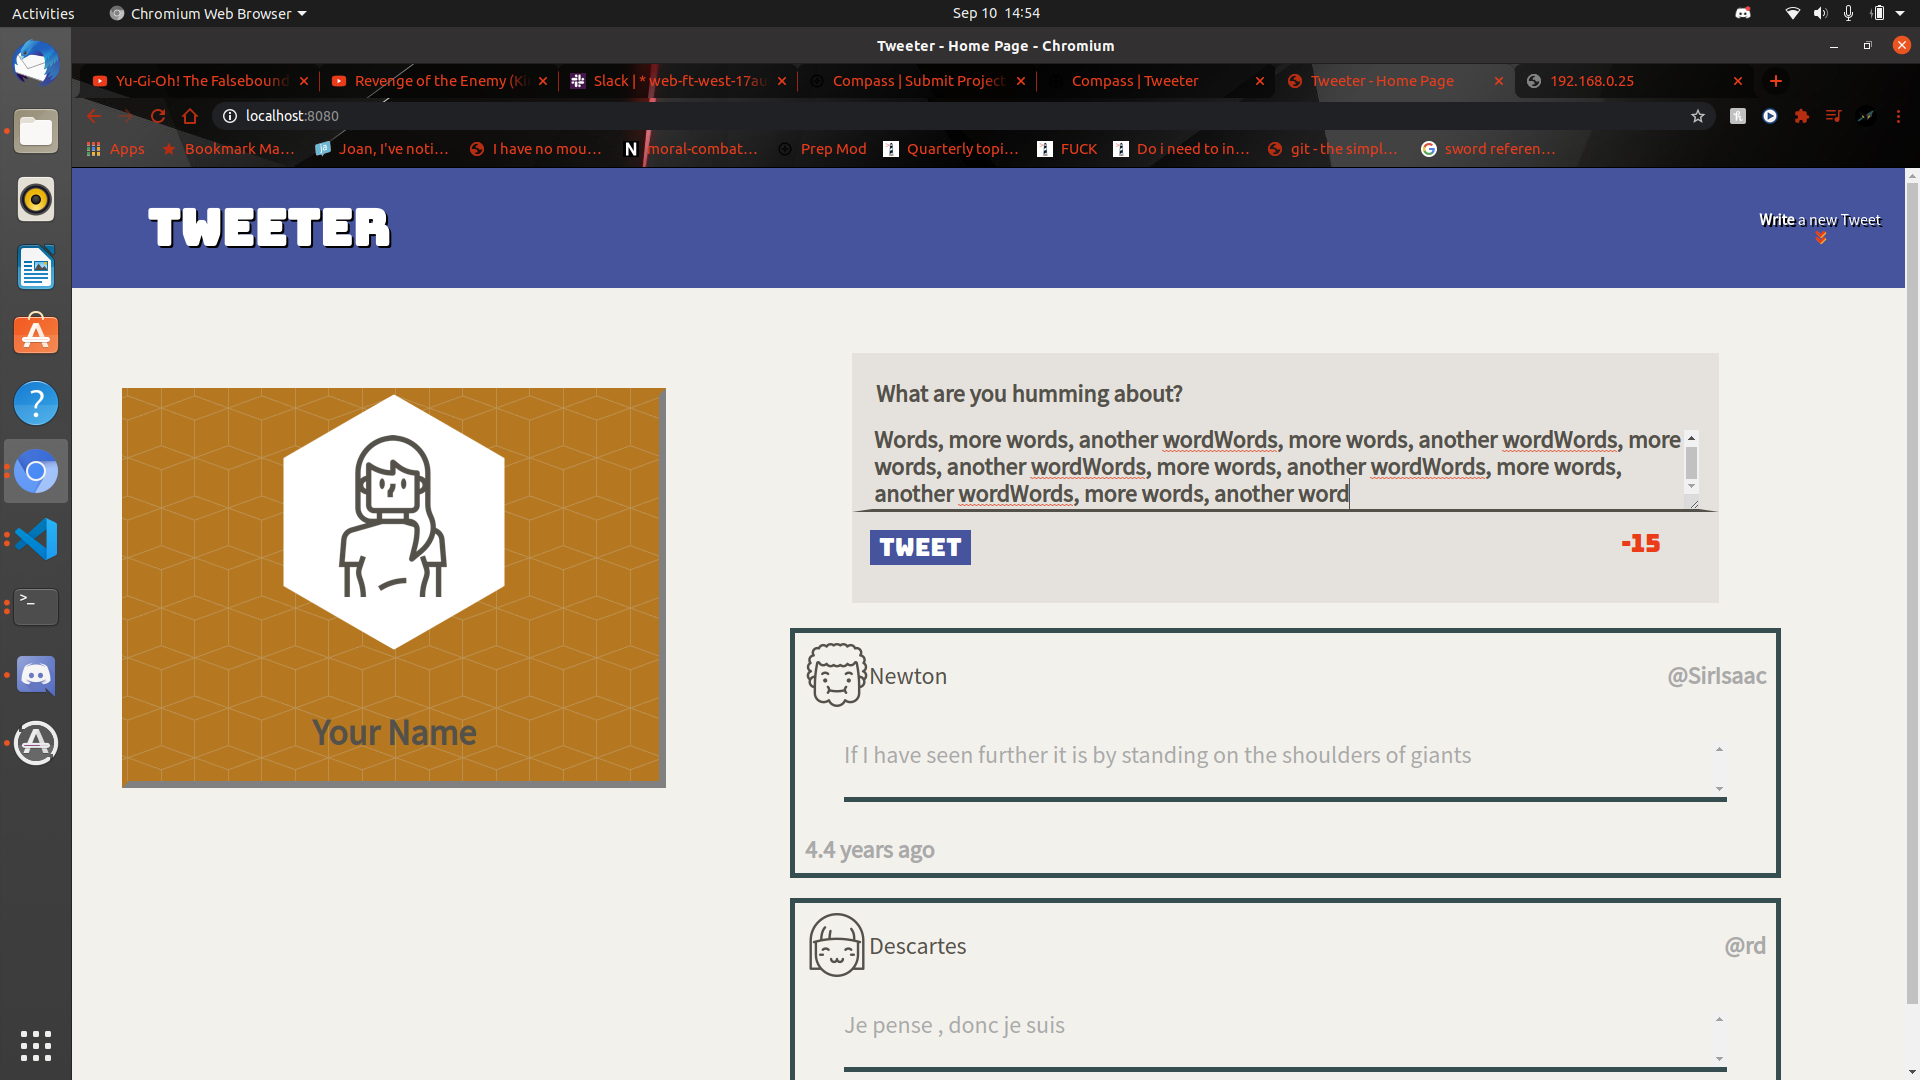 Activities
Chromium Web Browser
Sep 10 14:54
Tweeter - Home Page - Chromium
Yu-Gi-Oh! The Falsebound
Revenge of the Enemy (Ki
Slack | * web-ft-west-17au
Compass | Submit Project
Compass | Tweeter
Tweeter - Home Page
192.168.0.25
localhost:8080
Apps
Bookmark Ma...
Joan, I've noti...
I have no mou...
moral-combat...
Prep Mod
Quarterly topi...
FUCK
Do i need to in...
git - the simpl...
sword referen...
TWEETER
Write a new Tweet
What are you humming about?
Words, more words, another wordWords, more words, another wordWords, more
words, another wordWords, more words, another wordWords, more words,
another wordWords, more words, another word
TWEET
-15
Your Name
Newton
@SirIsaac
If I have seen further it is by standing on the shoulders of giants
4.4 years ago
Descartes
@rd
Je pense , donc je suis